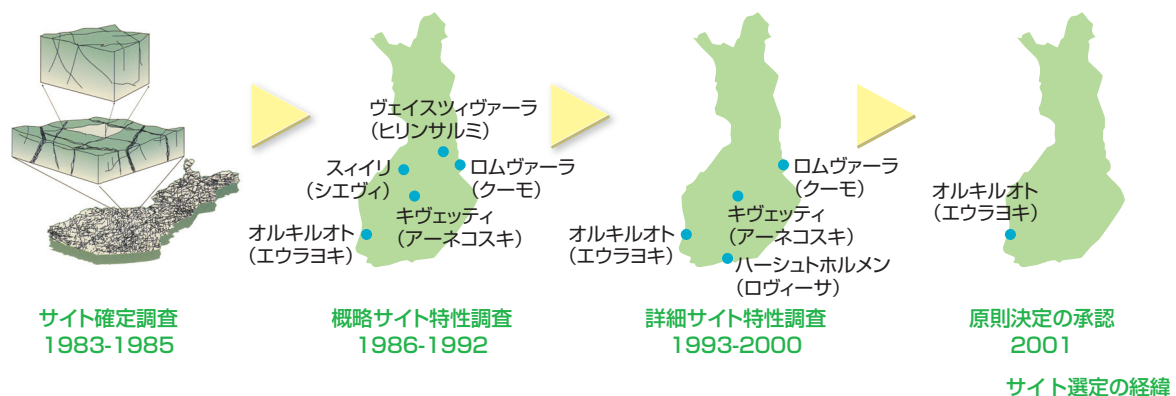 ヴェイスツィヴァーラ
（ヒリンサルミ）
スィイリ
（シエヴィ）
ロムヴァーラ
（クーモ）
キヴェッティ
（アーネコスキ）
オルキルオト
（エウラヨキ）
ロムヴァーラ
（クーモ）
キヴェッティ
（アーネコスキ）
オルキルオト
（エウラヨキ）
ハーシュトホルメン
（ロヴィーサ）
オルキルオト
（エウラヨキ）
サイト確定調査
1983-1985
概略サイト特性調査
1986-1992
詳細サイト特性調査
1993-2000
原則決定の承認
2001
サイト選定の経緯